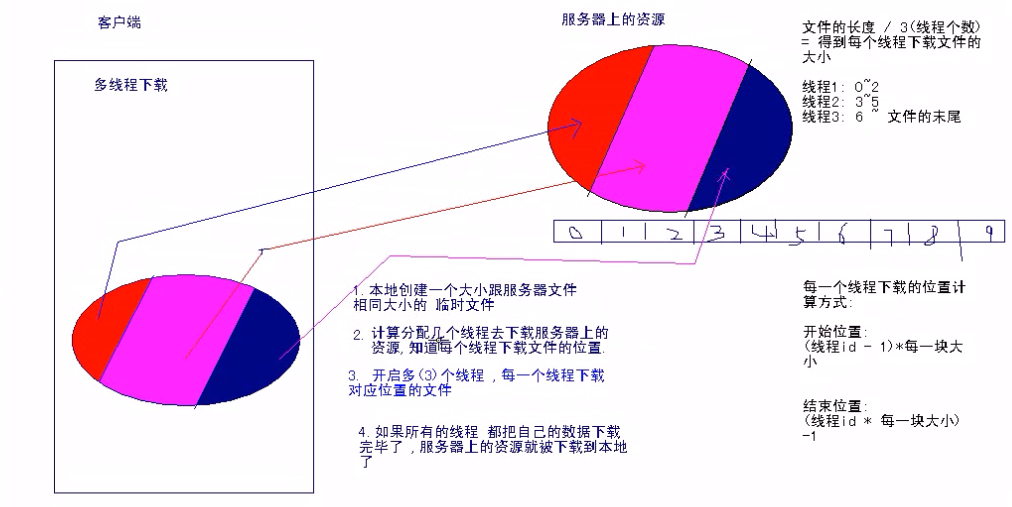 客户端
多线程下载
服务器上的资源
文件的长度 / 3(线程个数)
= 得到每个线程下载文件的
大小
线程1: 0~2
线程2: 3~5
线程3: 6 ~ 文件的末尾
0 1 2 3 4 5 6 7 8 9
1. 本地创建一个大小跟服务器文件
相同大小的 临时文件
2. 计算分配几个线程去下载服务器上的
资源, 知道每个线程下载文件的位置.
3. 开启多(3)个线程 , 每一个线程下载
对应位置的文件
4. 如果所有的线程 都把自己的数据下载
完毕了 , 服务器上的资源就被下载到本地
了
每一个线程下载的位置计
算方式:
开始位置:
(线程id - 1)*每一块大
小
结束位置:
(线程id * 每一块大小)
-1